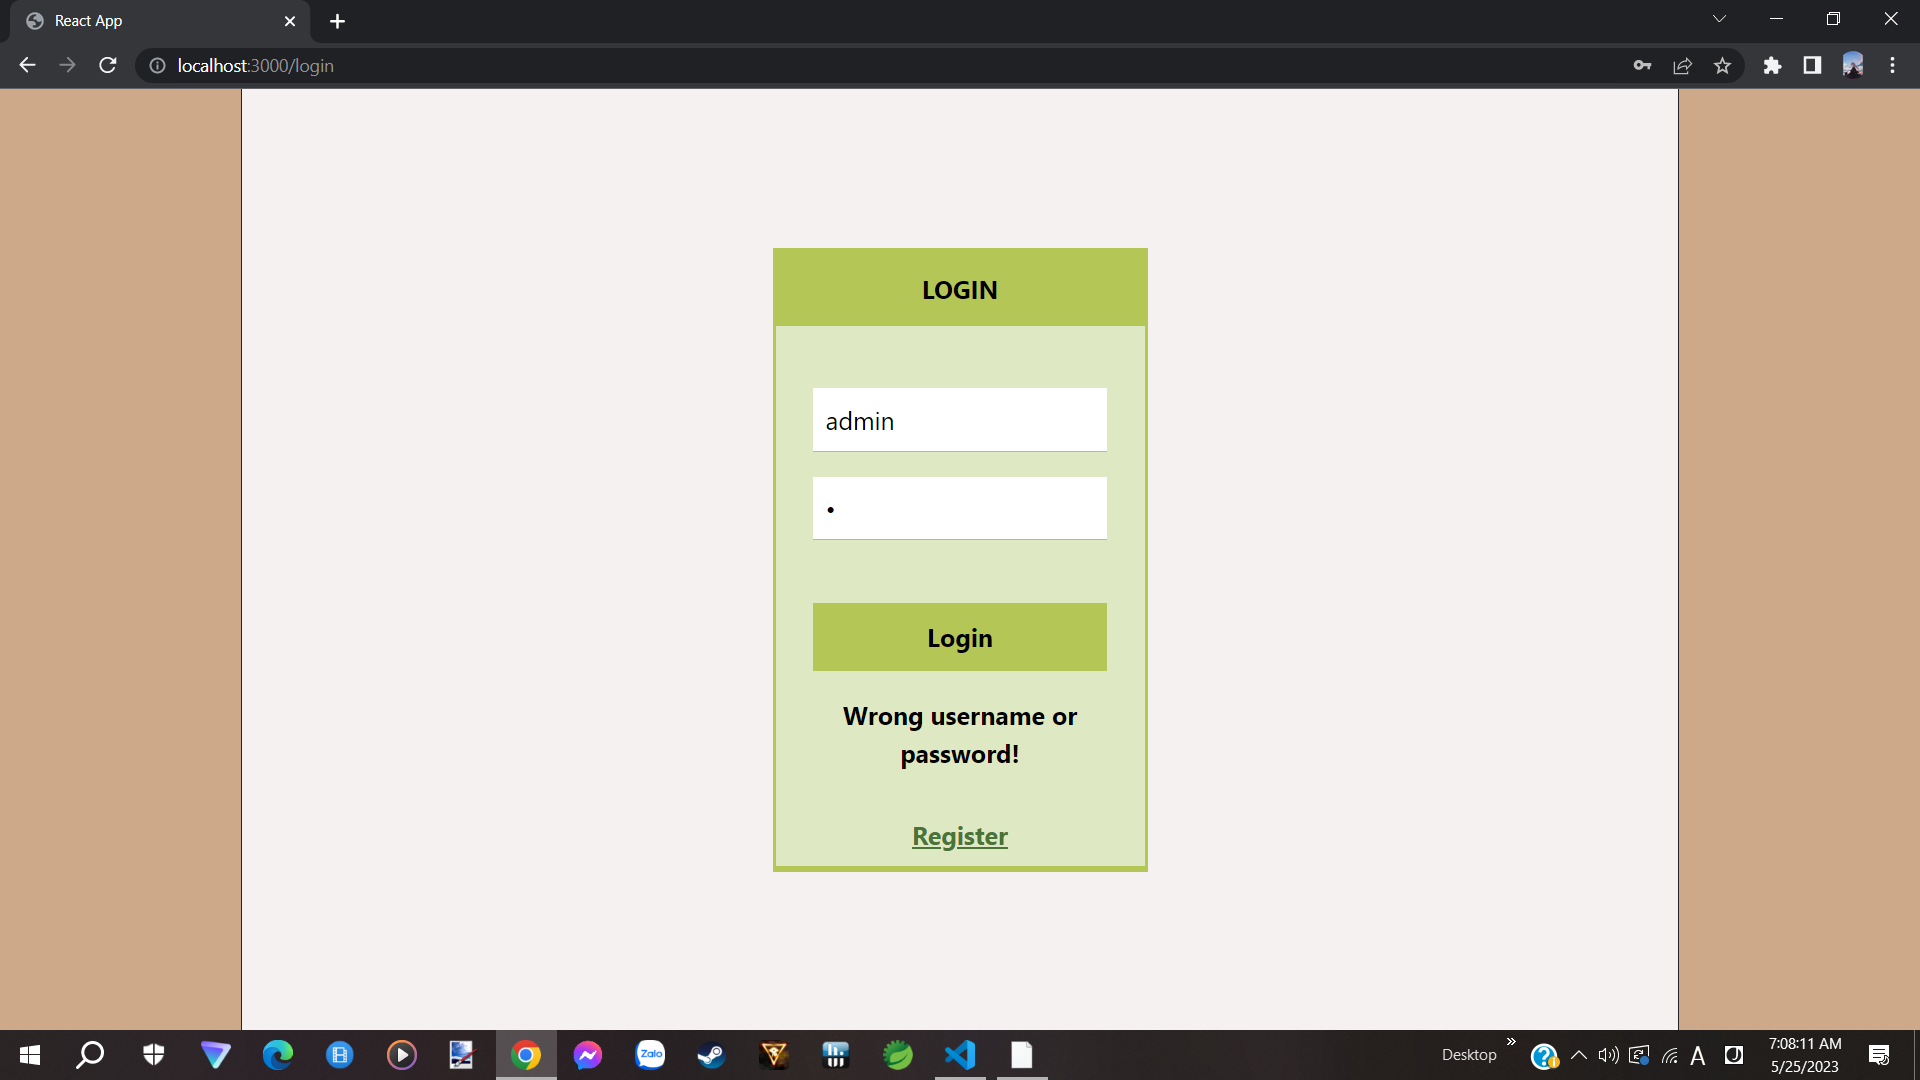 React App
localhost:3000/login
LOGIN
admin
Login
Wrong username or
password!
Register
Zalo
Desktop
A
7:08:11 AM
5/25/2023